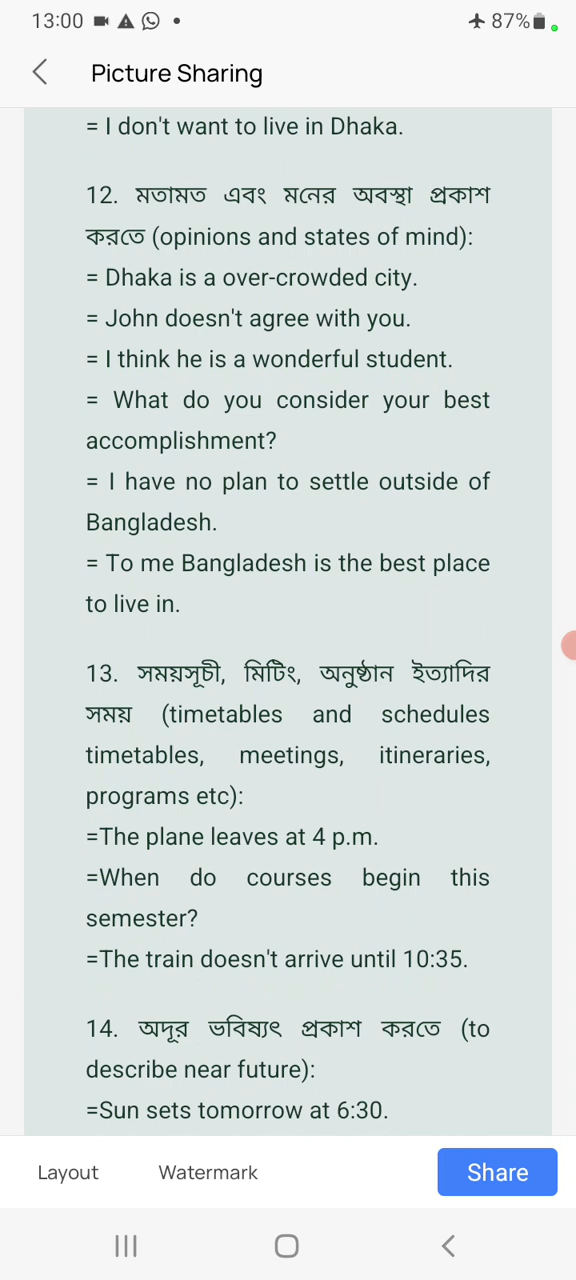 13:00
87%
Picture Sharing
= I don't want to live in Dhaka.
12. মতামত এবং মনের অবস্থা প্রকাশ
করতে (opinions and states of mind):
= Dhaka is a over-crowded city.
= John doesn't agree with you.
= I think he is a wonderful student.
= What do you consider your best
accomplishment?
= I have no plan to settle outside of
Bangladesh.
= To me Bangladesh is the best place
to live in.
13. সময়সূচী, মিটিং, অনুষ্ঠান ইত্যাদির
সময় (timetables and schedules
timetables, meetings, itineraries,
programs etc):
=The plane leaves at 4 p.m.
=When do courses begin this
semester?
=The train doesn't arrive until 10:35.
14. অদূর ভবিষ্যৎ প্রকাশ করতে (to
describe near future):
=Sun sets tomorrow at 6:30.
Layout
Watermark
Share